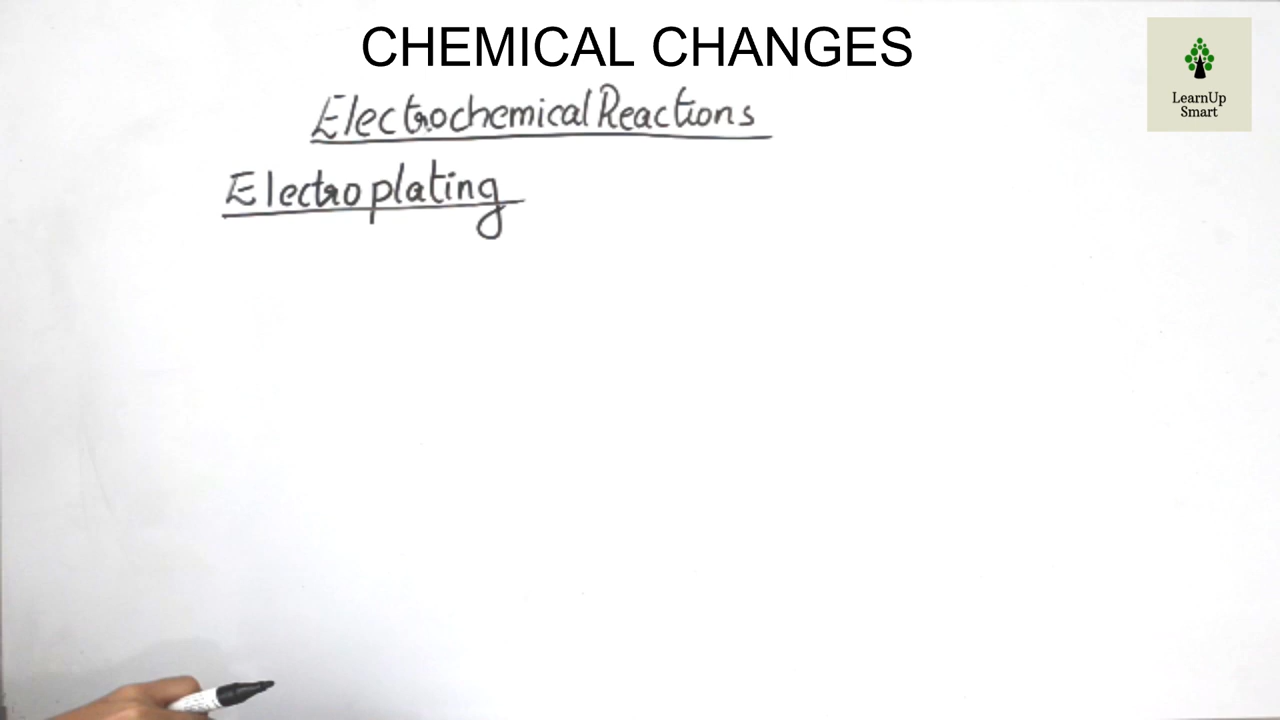 CHEMICAL CHANGES
Electrochemical Reactions
Electroplating
LearnUp
Smart